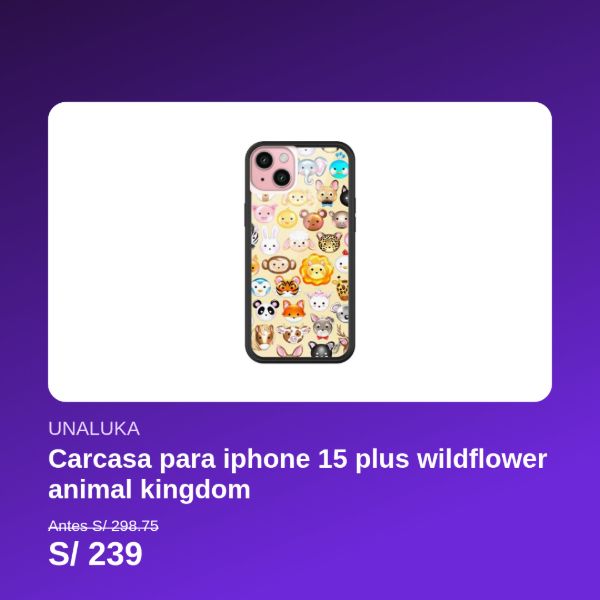 UNALUKA
Carcasa para iphone 15 plus wildflower
animal kingdom
Antes S/ 298.75
S/ 239